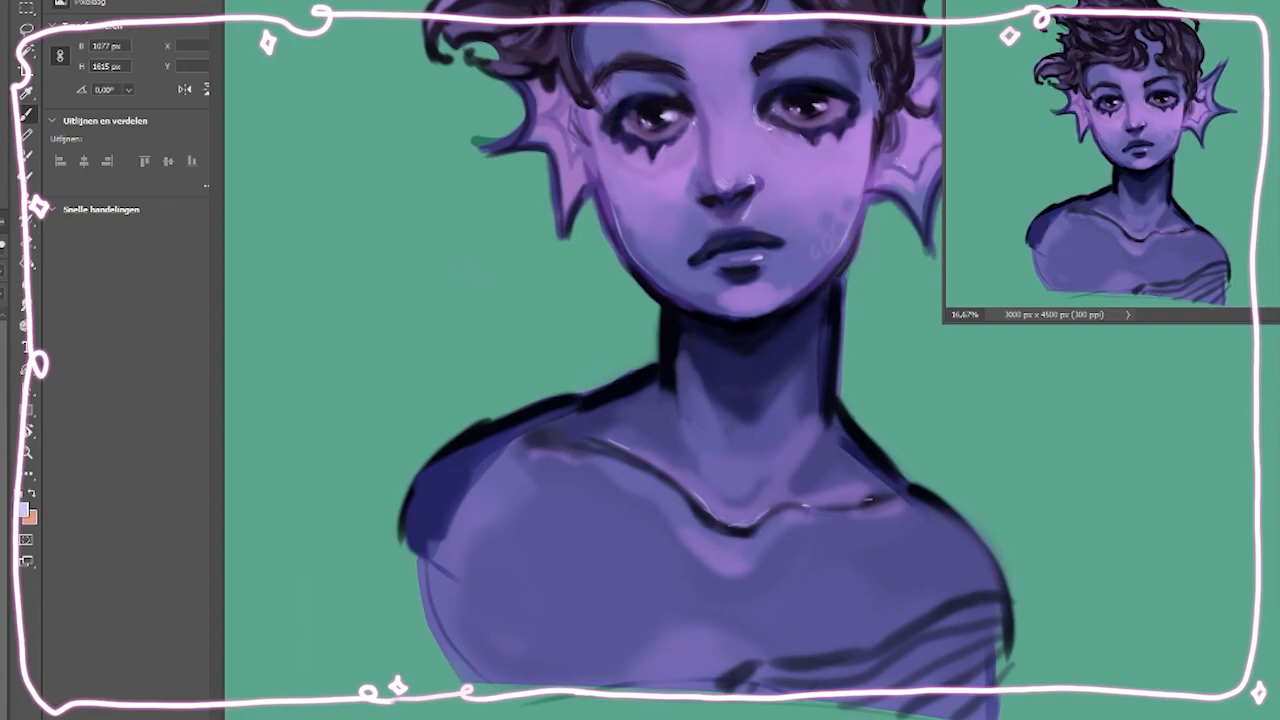 Pixellaag
B 1077 px X
H 1615 px Y
0,00°
Uitlijnen en verdelen
Uitlijnen:
Snelle handelingen
16,67% 3000 px x 4500 px (300 ppi)